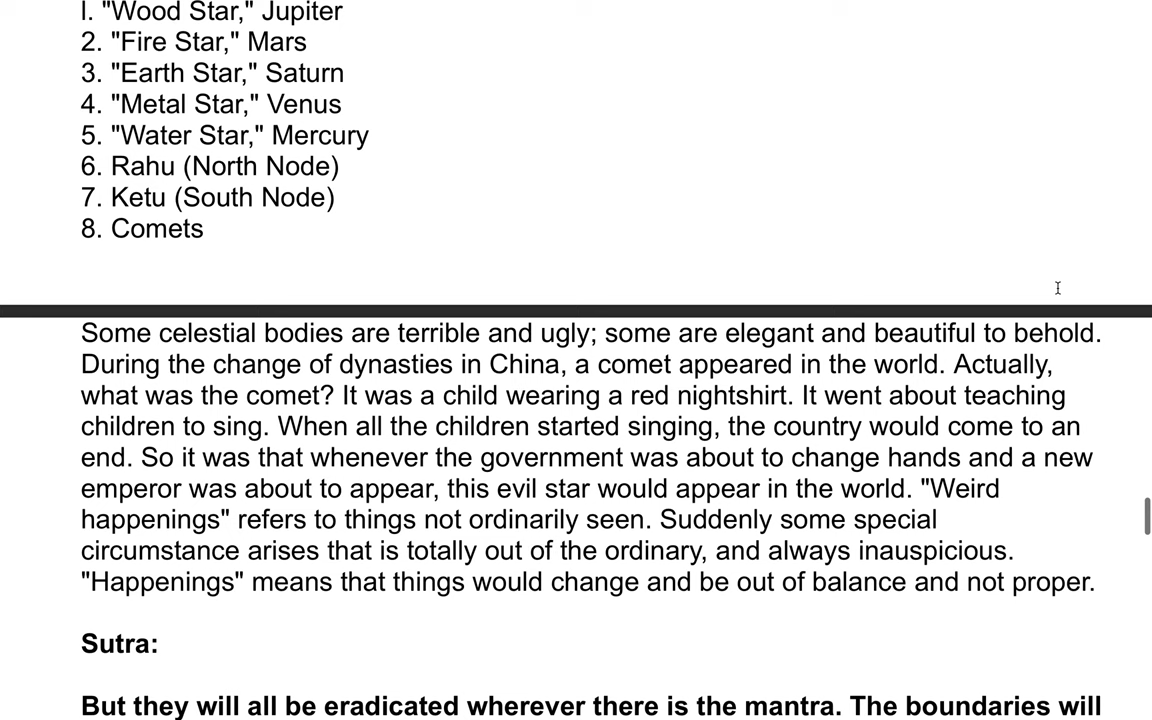 l. "Wood Star," Jupiter
2. "Fire Star," Mars
3. "Earth Star," Saturn
4. "Metal Star," Venus
5. "Water Star," Mercury
6. Rahu (North Node)
7. Ketu (South Node)
8. Comets
Some celestial bodies are terrible and ugly; some are elegant and beautiful to behold.
During the change of dynasties in China, a comet appeared in the world. Actually,
what was the comet? It was a child wearing a red nightshirt. It went about teaching
children to sing. When all the children started singing, the country would come to an
end. So it was that whenever the government was about to change hands and a new
emperor was about to appear, this evil star would appear in the world. "Weird
happenings" refers to things not ordinarily seen. Suddenly some special
circumstance arises that is totally out of the ordinary, and always inauspicious.
"Happenings" means that things would change and be out of balance and not proper.
Sutra:
But they will all be eradicated wherever there is the mantra. The boundaries will